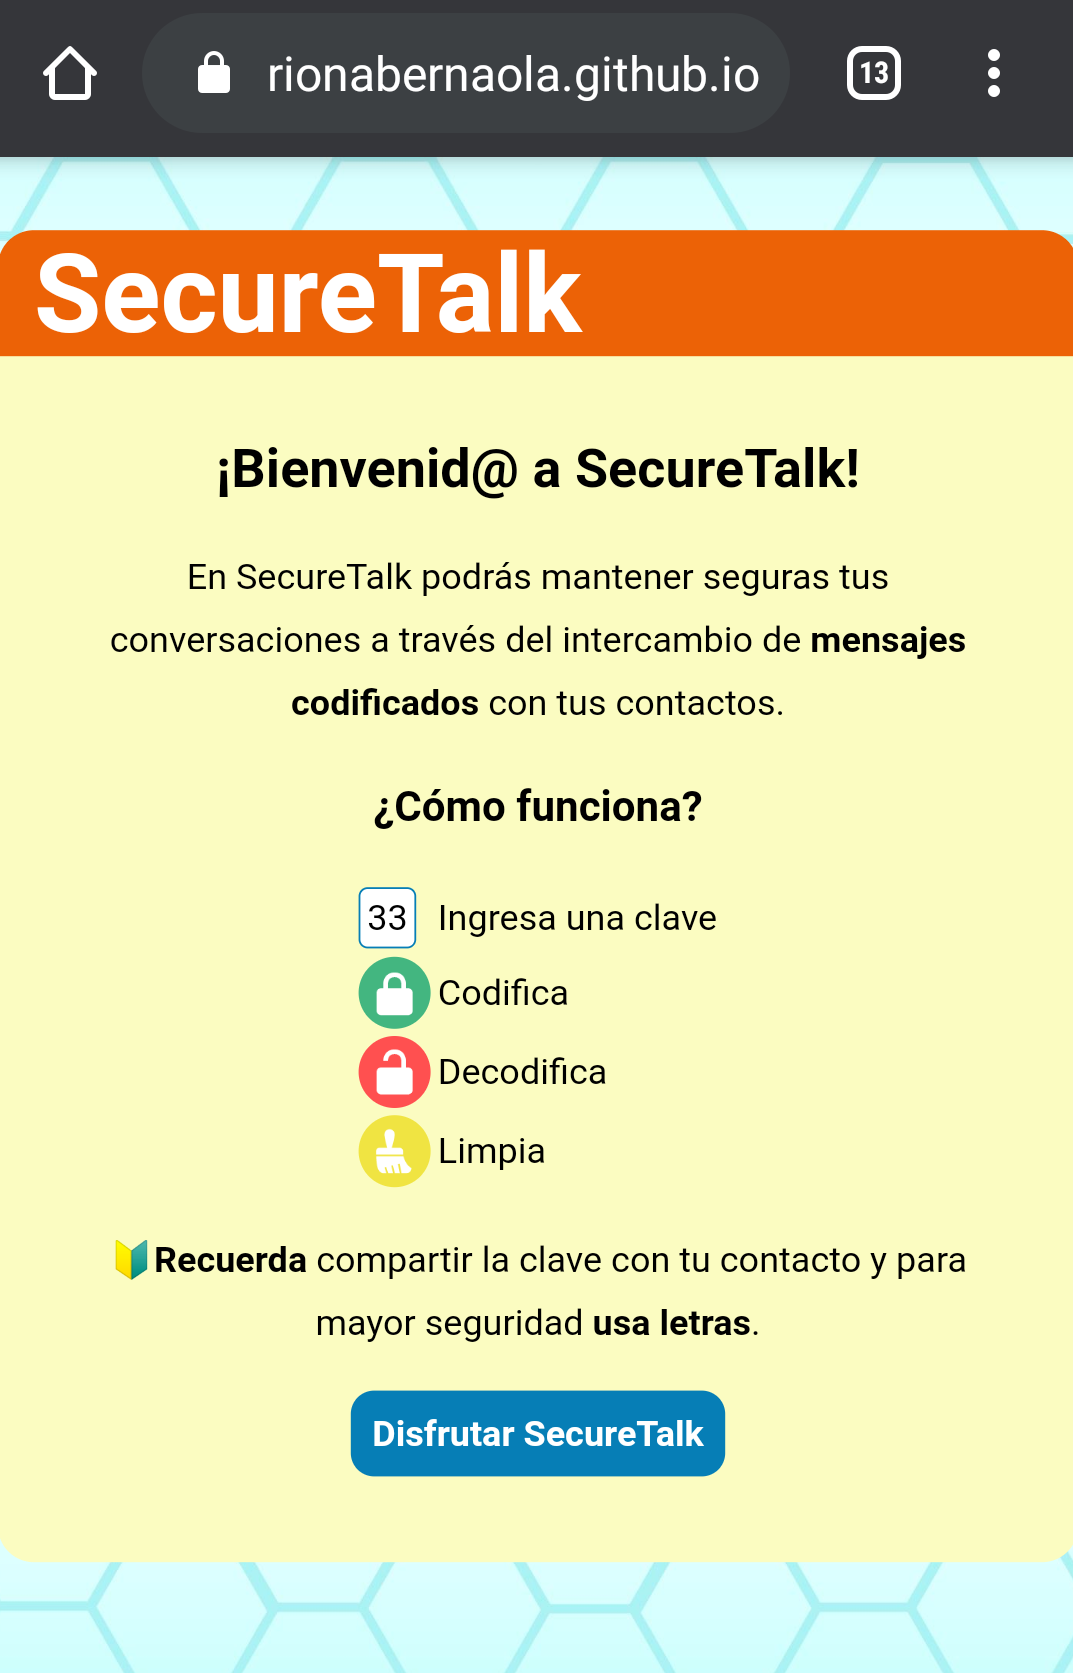 rionabernaola.github.io
13
SecureTalk
¡Bienvenid@ a SecureTalk!
En SecureTalk podrás mantener seguras tus
conversaciones a través del intercambio de mensajes
codificados con tus contactos.
¿Cómo funciona?
33 Ingresa una clave
Codifica
Decodifica
Limpia
🔰Recuerda compartir la clave con tu contacto y para
mayor seguridad usa letras.
Disfrutar SecureTalk